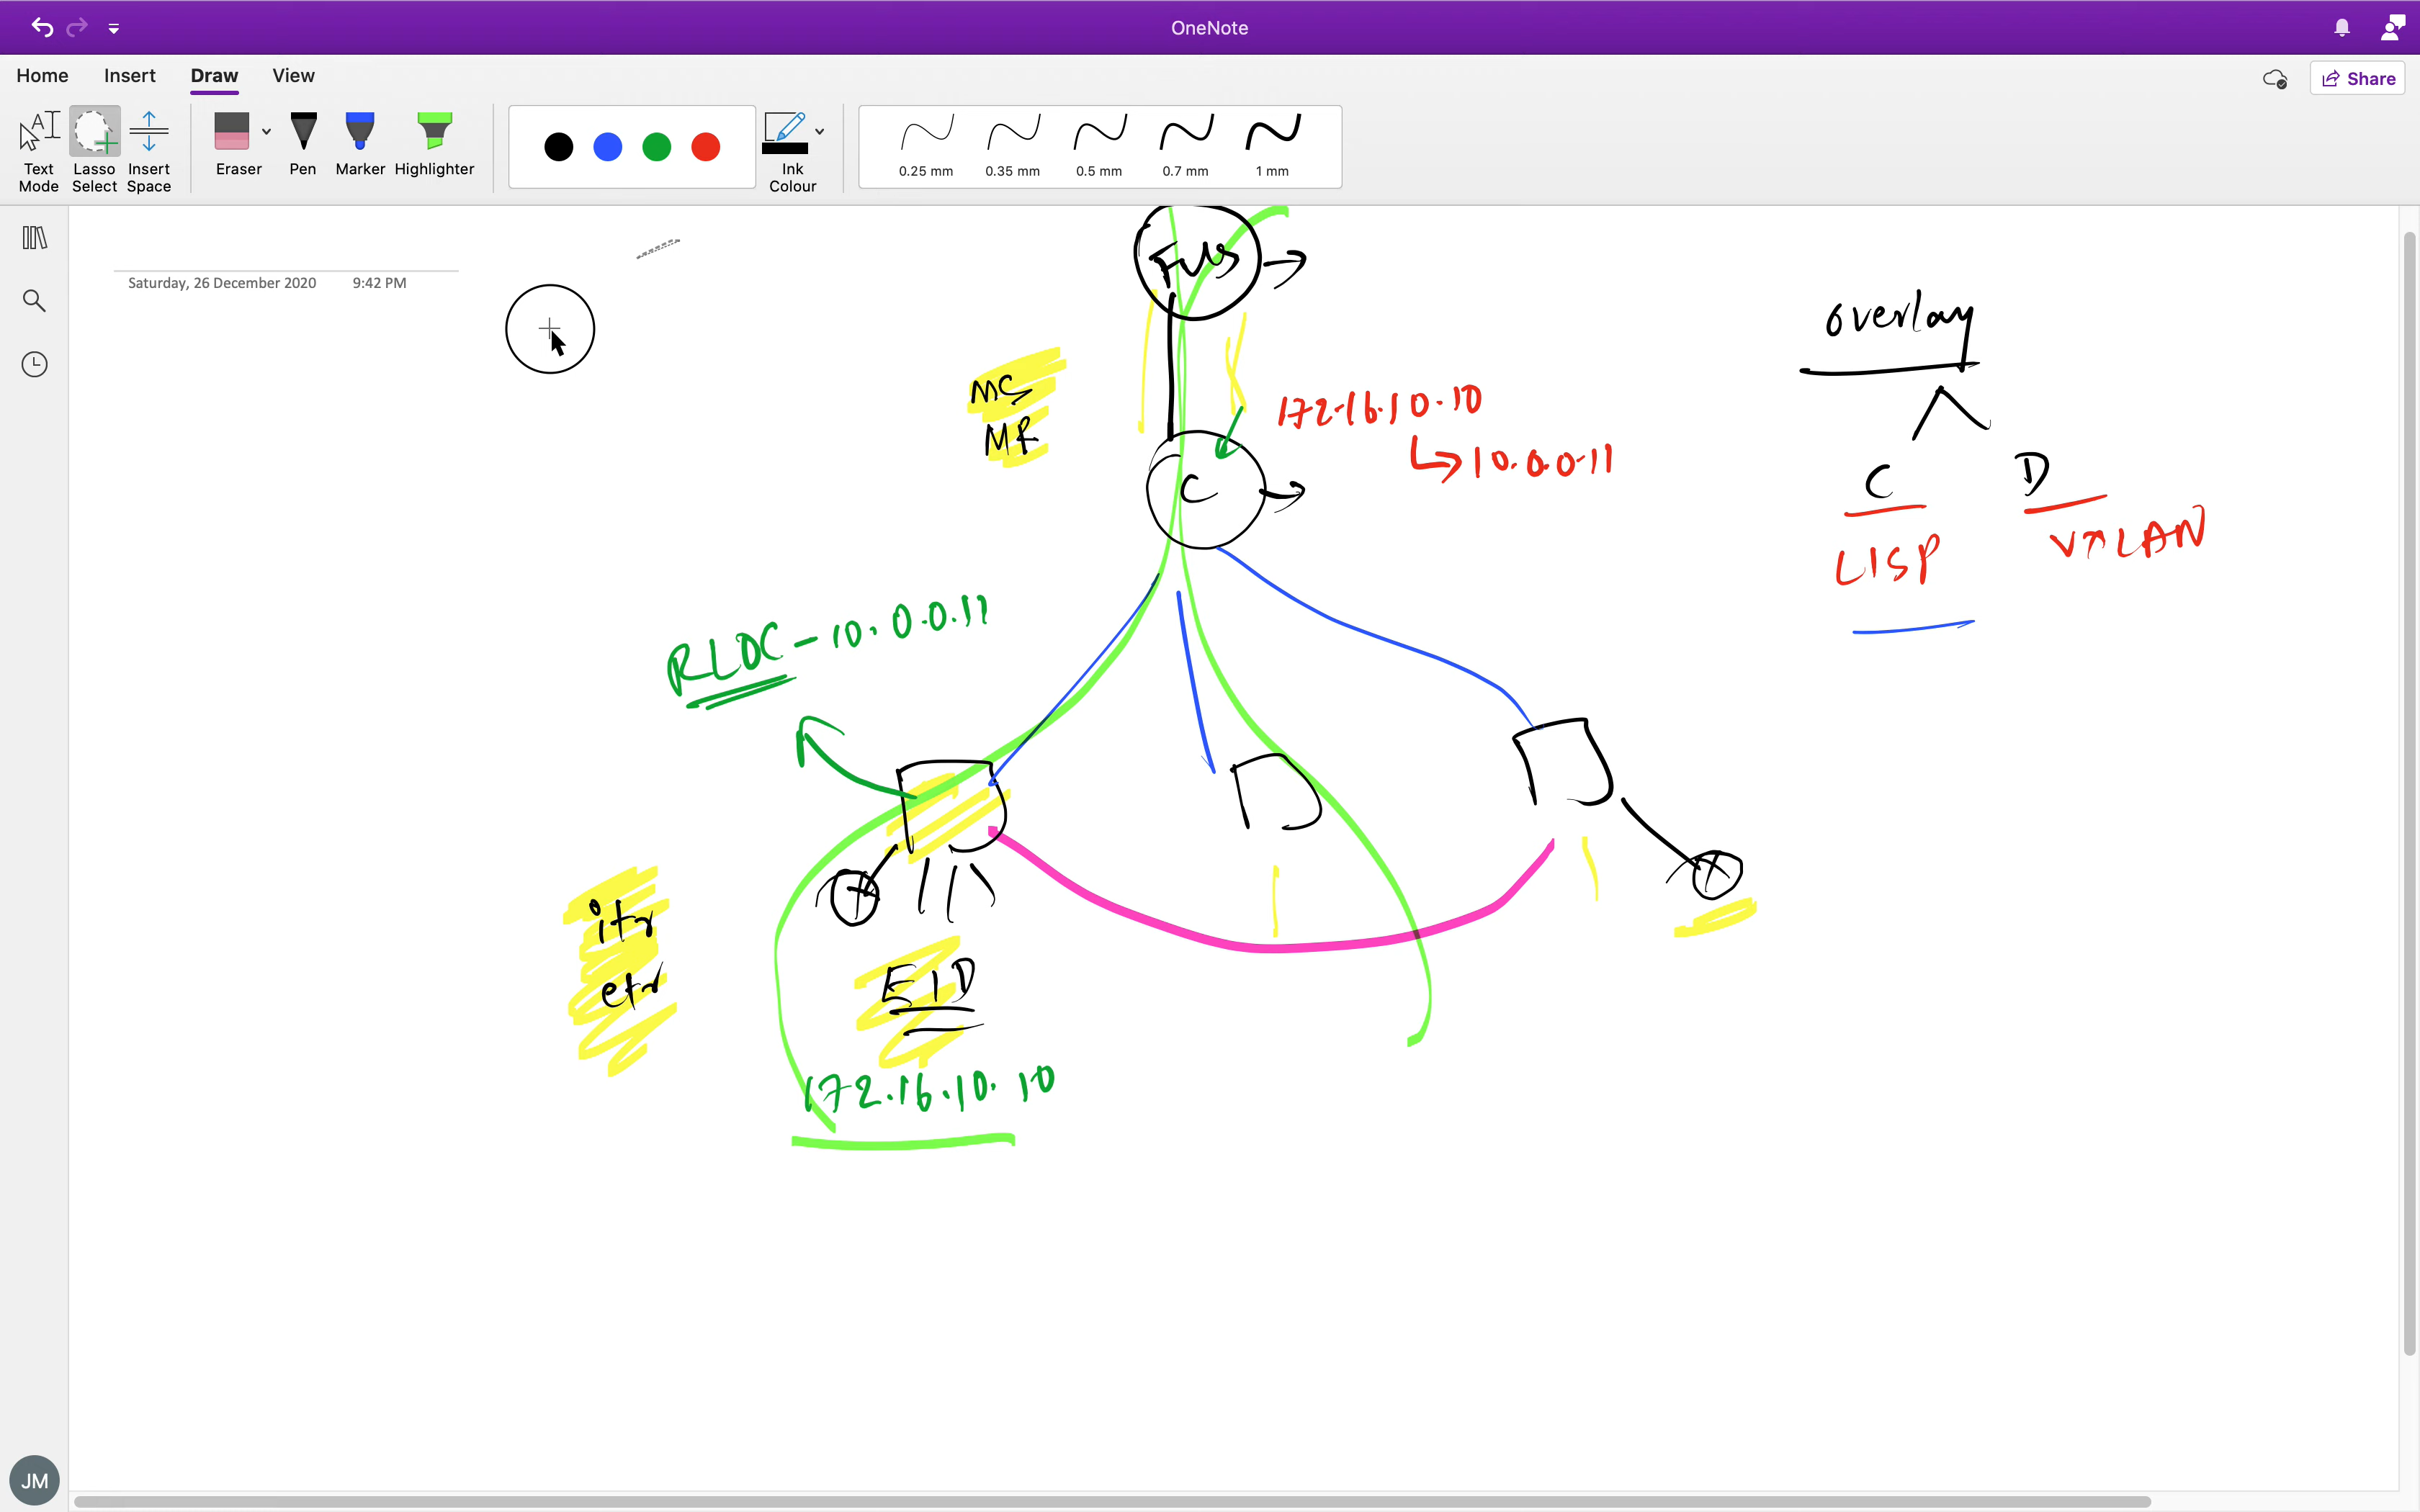 OneNote
Home Insert Draw View
Share
Text Mode
Lasso Select
Insert Space
Eraser
Pen
Marker
Highlighter
Ink Colour
0.25 mm
0.35 mm
0.5 mm
0.7 mm
1 mm
Saturday, 26 December 2020 9:42 PM
overlay
MS
MR
172.16.10.10
10.0.0.11
C
C
D
LISP
VXLAN
RLOC - 10.0.0.11
itr
etr
EID
172.16.10.10
JM